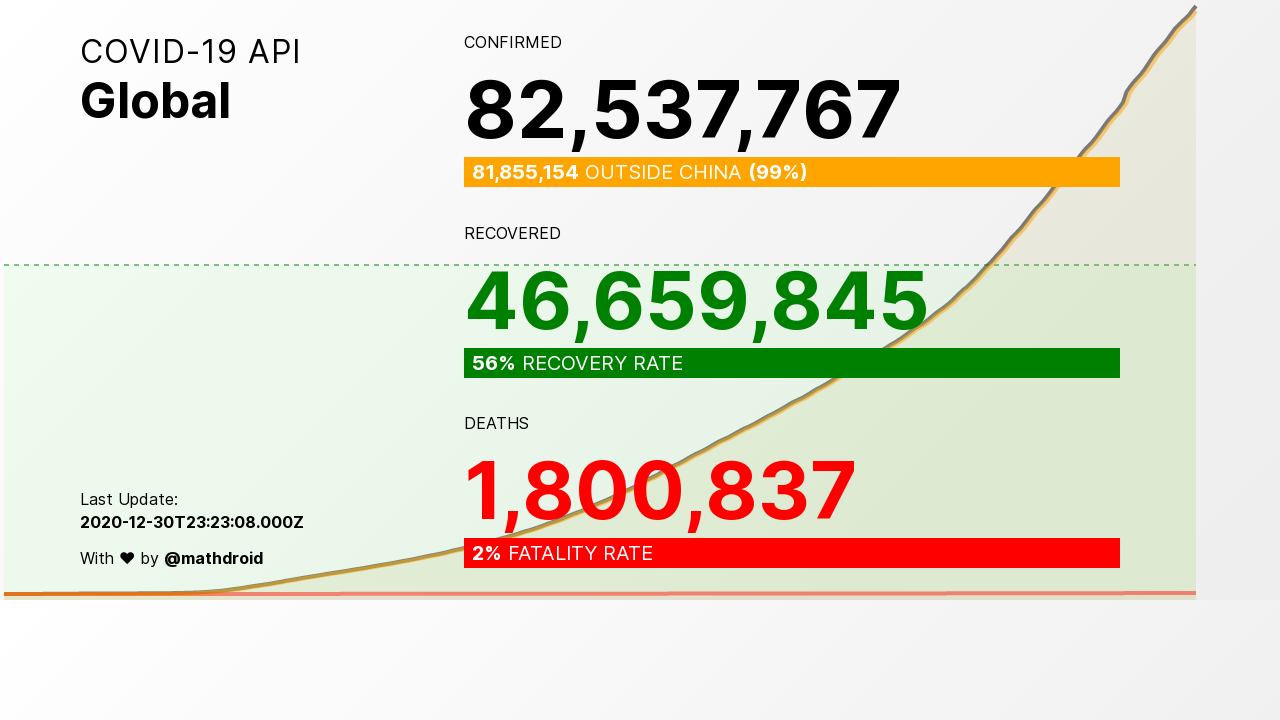 COVID-19 API
Global
CONFIRMED
82,537,767
81,855,154 OUTSIDE CHINA (99%)
RECOVERED
46,659,845
56% RECOVERY RATE
DEATHS
1,800,837
2% FATALITY RATE
Last Update:
2020-12-30T23:23:08.000Z
With ♥ by @mathdroid